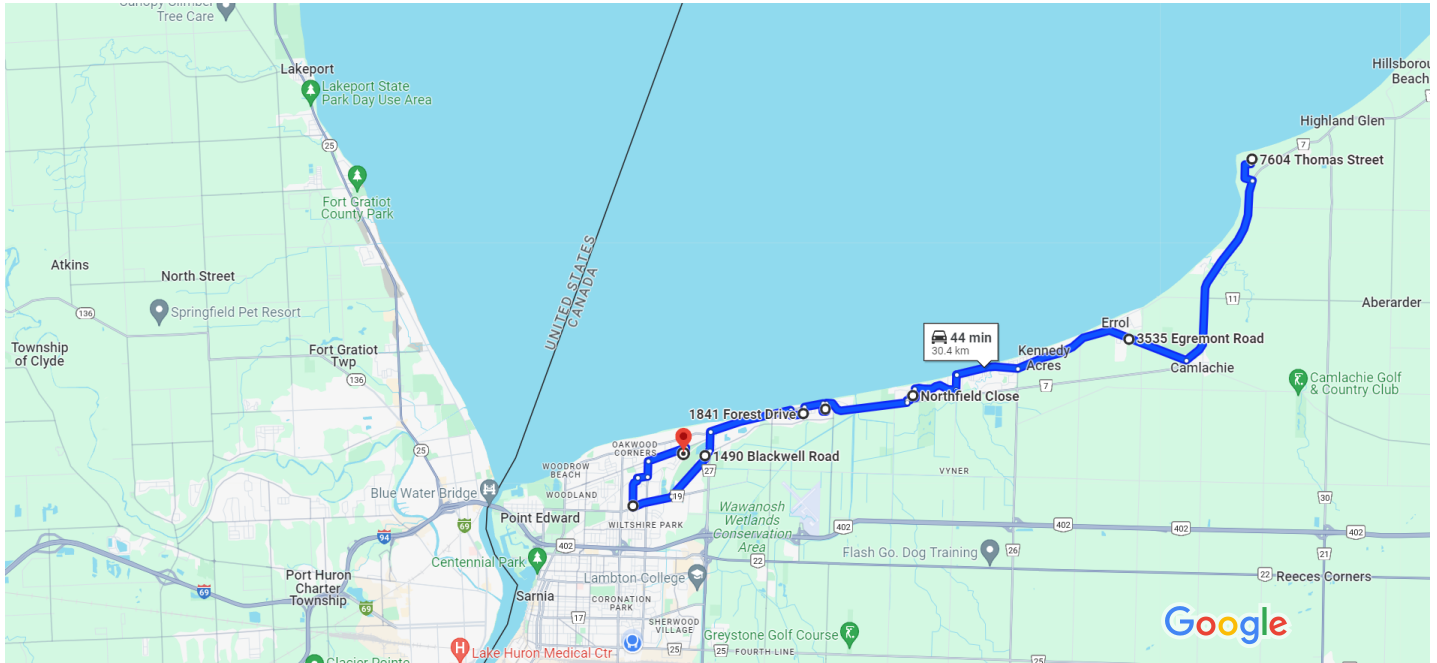 Canopy Climber
Tree Care
Lakeport
Lakeport State
Park Day Use Area
Hillsborou
Beach
Highland Glen
7
7604 Thomas Street
25
Fort Gratiot
County Park
UNITED STATES
CANADA
Atkins
North Street
11
Aberarder
136
Springfield Pet Resort
Township
of Clyde
Fort Gratiot
Twp
136
44 min
30.4 km
Errol
3535 Egremont Road
Kennedy
Acres
Camlachie
7
Camlachie Golf
& Country Club
Northfield Close
1841 Forest Drive
OAKWOOD
CORNERS
25
WOODROW
BEACH
1490 Blackwell Road
27
VYNER
Blue Water Bridge
WOODLAND
19
30
Point Edward
WILTSHIRE PARK
Wawanosh
Wetlands
Conservation
Area
69
94
402
402
402
402
402
Flash Go. Dog Training
26
21
Centennial Park
22
22
Reeces Corners
Port Huron
Charter
Township
69
69
Lambton College
Sarnia
CORONATION
PARK
17
SHERWOOD
VILLAGE
Greystone Golf Course
FOURTH LINE
25
25
Lake Huron Medical Ctr
Glacier Pointe
Google